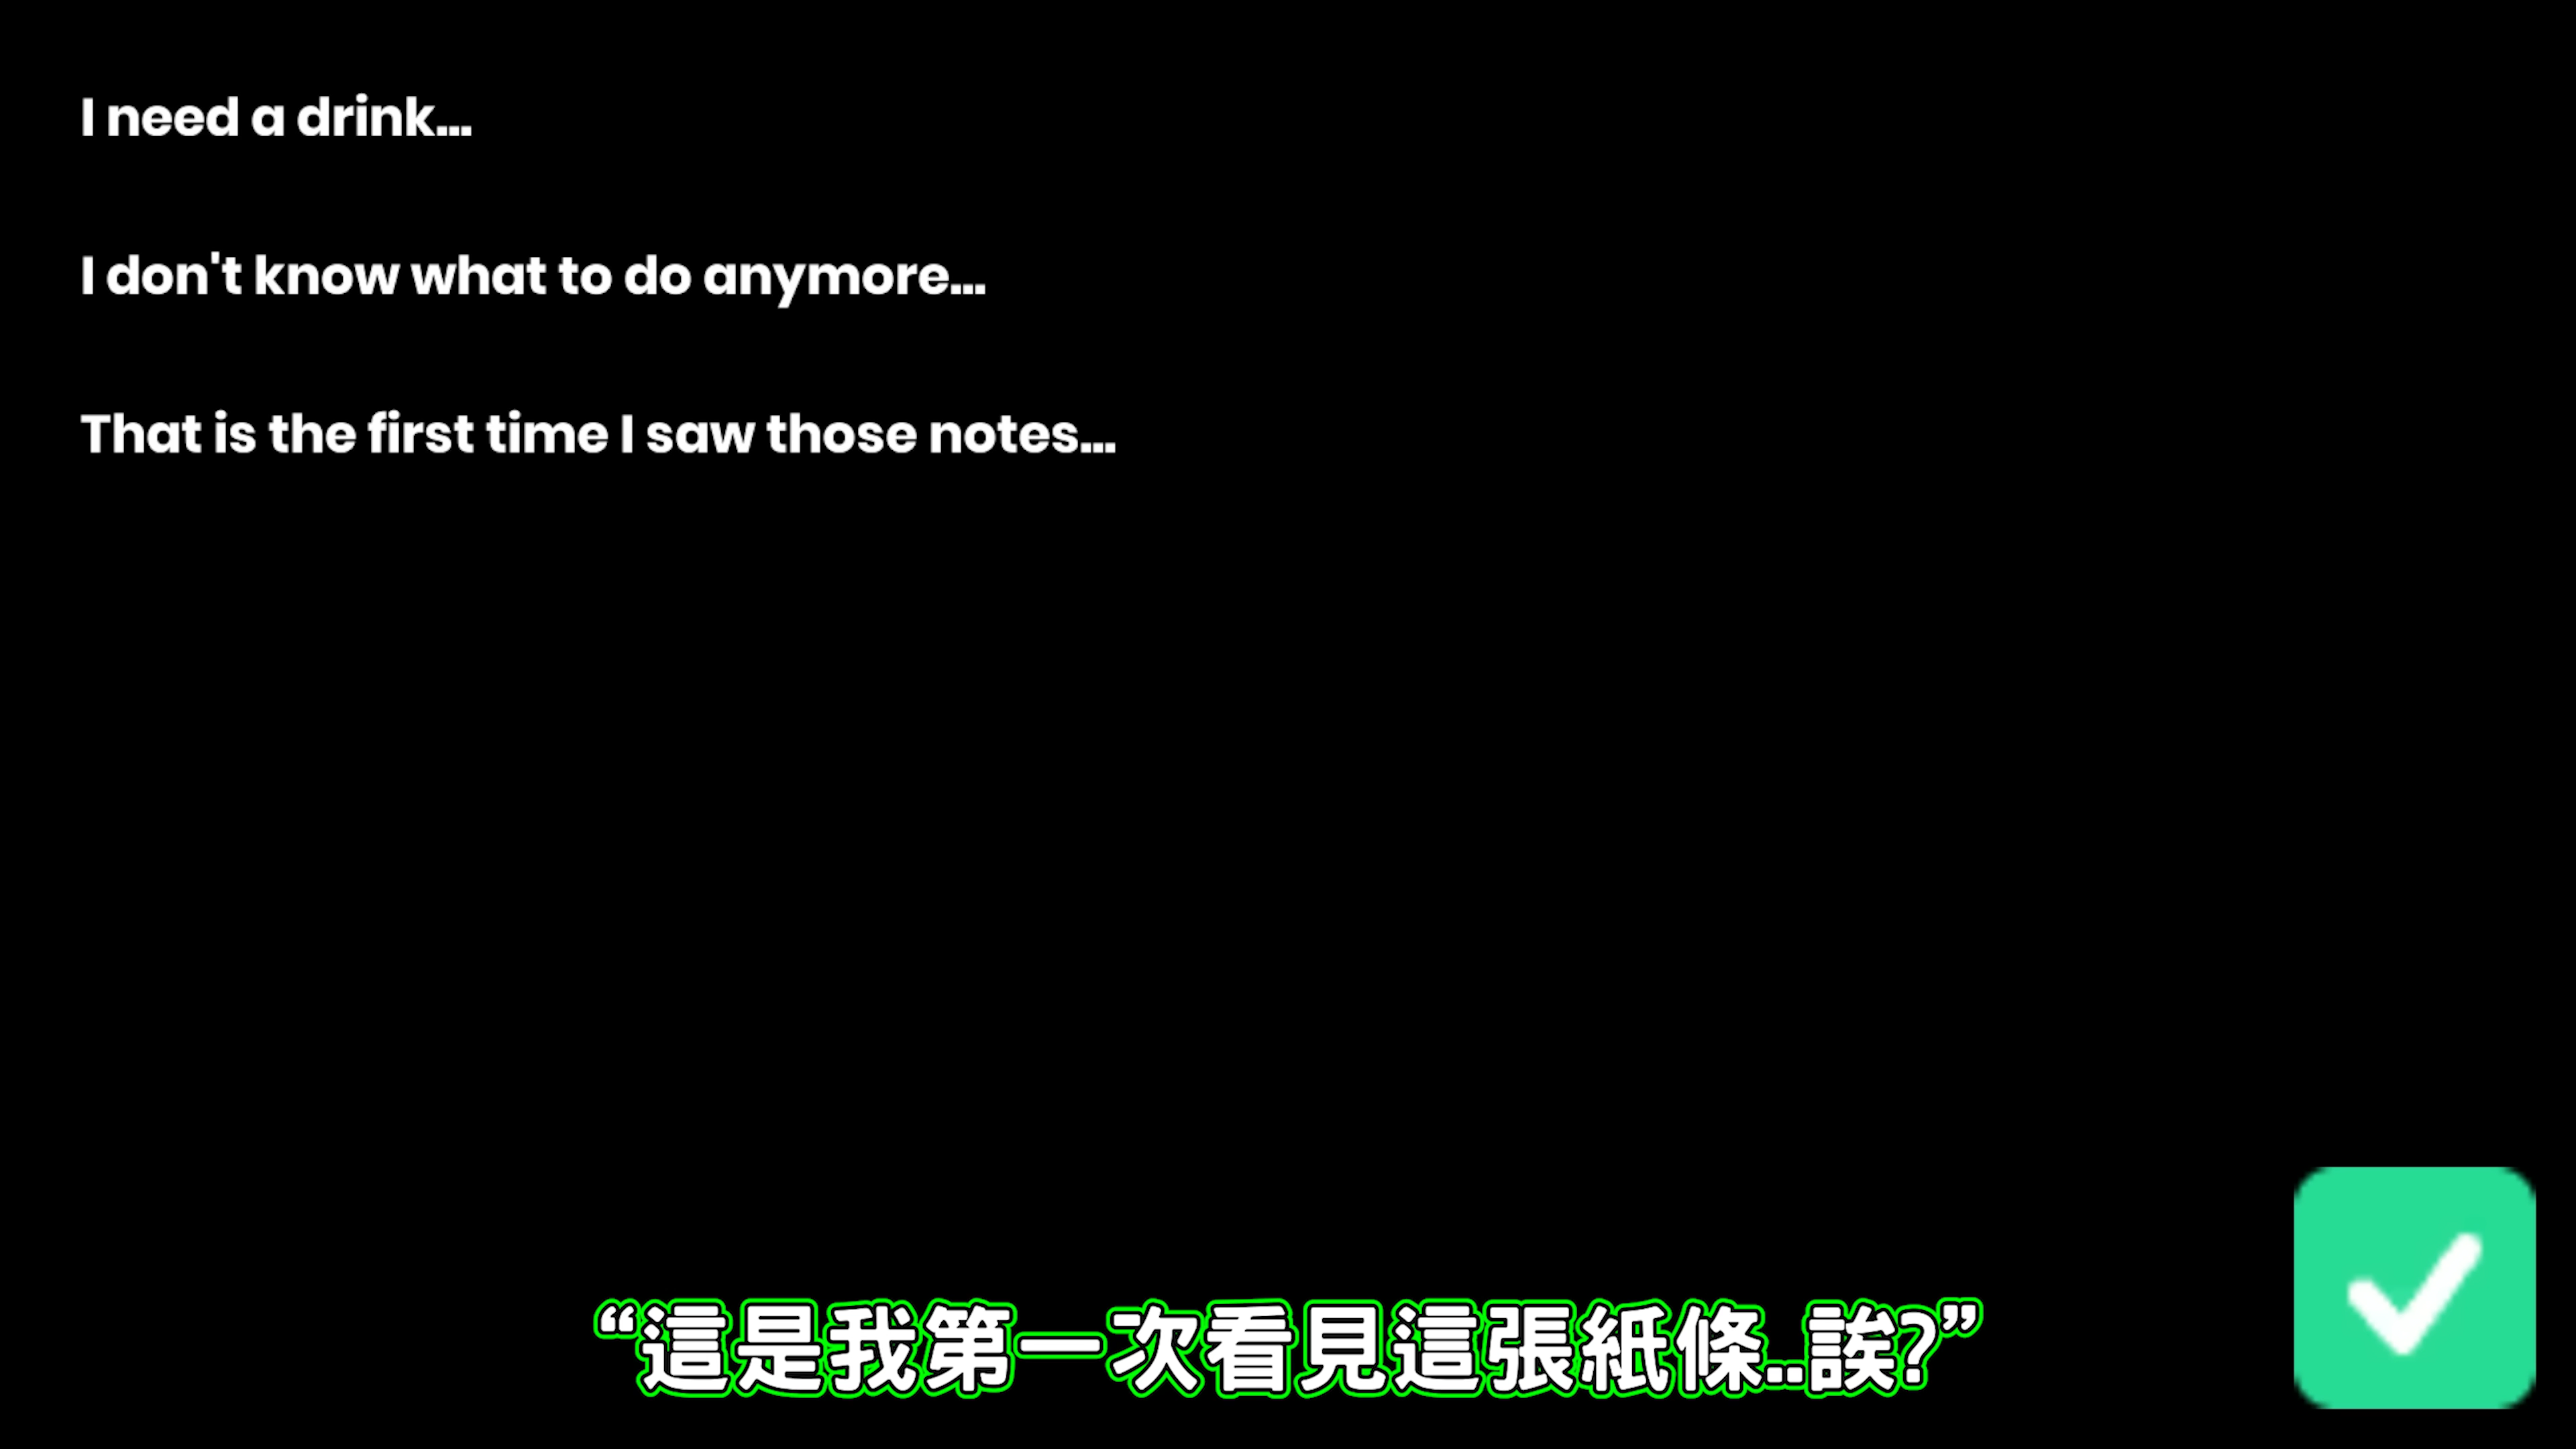 I need a drink...
I don't know what to do anymore...
That is the first time I saw those notes...
“這是我第一次看見這張紙條..誒?”